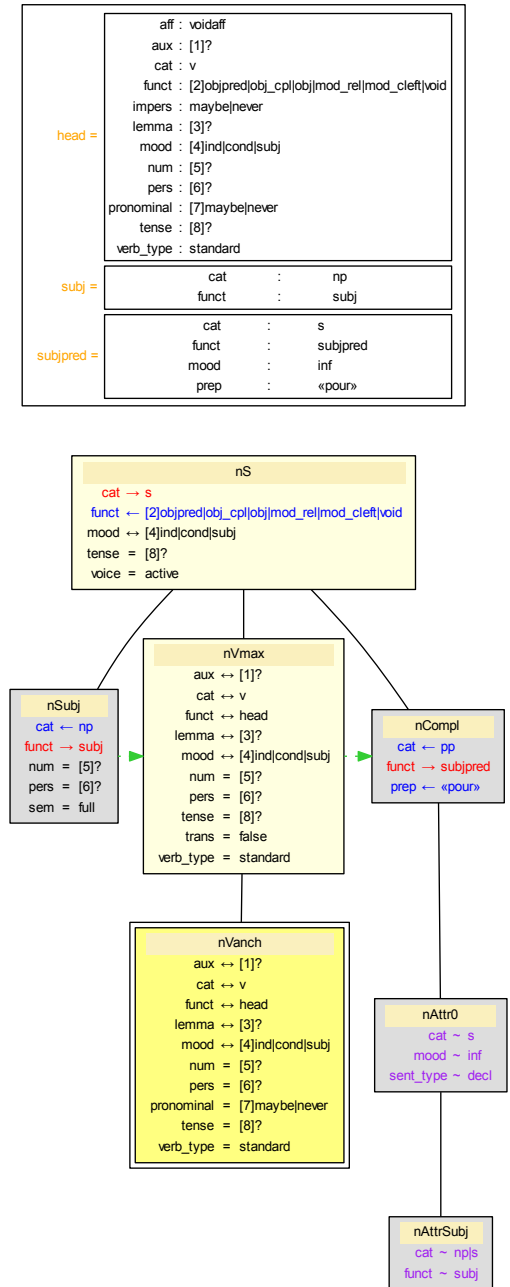 aff : voidaff
aux : [1]?
cat : v
funct : [2]objpred|obj_cpl|obj|mod_rel|mod_cleft|void
impers : maybe|never
head =
lemma : [3]?
mood : [4]ind|cond|subj
num : [5]?
pers : [6]?
pronominal : [7]maybe|never
tense : [8]?
verb_type : standard
subj =
cat : np
funct : subj
subjpred =
cat : s
funct : subjpred
mood : inf
prep : «pour»
nS
cat → s
funct ← [2]objpred|obj_cpl|obj|mod_rel|mod_cleft|void
mood ↔ [4]ind|cond|subj
tense = [8]?
voice = active
nSubj
cat ← np
funct → subj
num = [5]?
pers = [6]?
sem = full
nVmax
aux ↔ [1]?
cat ↔ v
funct ↔ head
lemma ↔ [3]?
mood ↔ [4]ind|cond|subj
num = [5]?
pers = [6]?
tense = [8]?
trans = false
verb_type = standard
nCompl
cat ← pp
funct → subjpred
prep ← «pour»
nVanch
aux ↔ [1]?
cat ↔ v
funct ↔ head
lemma ↔ [3]?
mood ↔ [4]ind|cond|subj
num = [5]?
pers = [6]?
pronominal = [7]maybe|never
tense = [8]?
verb_type = standard
nAttr0
cat ~ s
mood ~ inf
sent_type ~ decl
nAttrSubj
cat ~ np|s
funct ~ subj